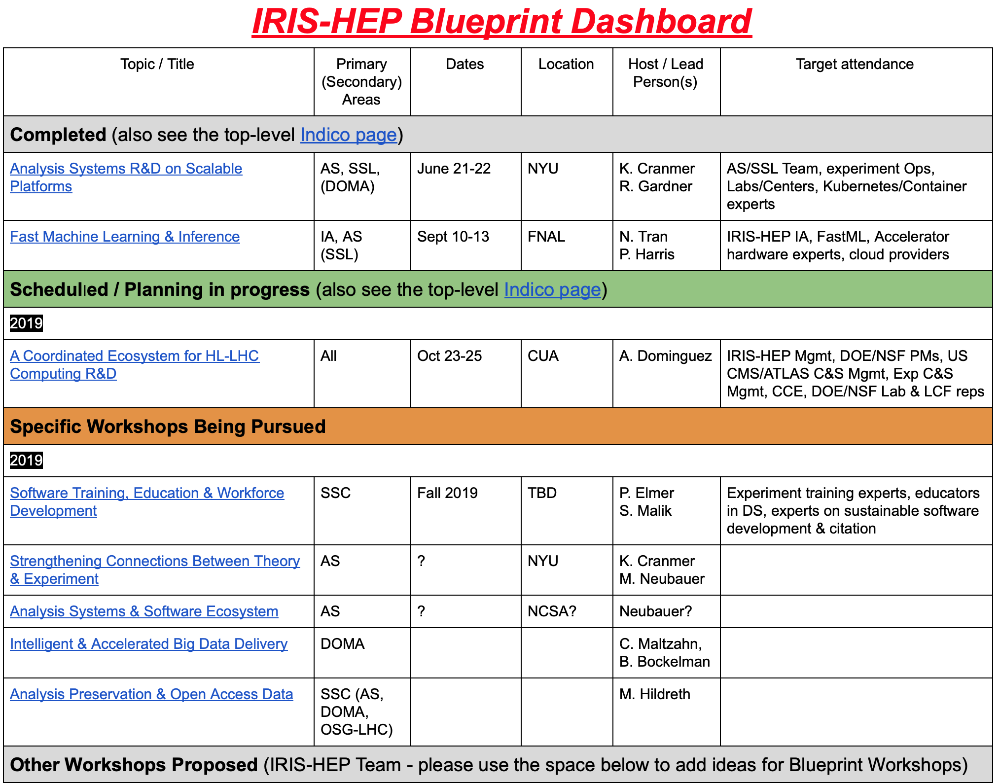 IRIS-HEP Blueprint Dashboard
Topic / Title
Primary
(Secondary)
Areas
Dates
Location
Host / Lead
Person(s)
Target attendance
Completed (also see the top-level Indico page)
Analysis Systems R&D on Scalable
Platforms
AS, SSL,
(DOMA)
June 21-22
NYU
K. Cranmer
R. Gardner
AS/SSL Team, experiment Ops,
Labs/Centers, Kubernetes/Container
experts
Fast Machine Learning & Inference
IA, AS
(SSL)
Sept 10-13
FNAL
N. Tran
P. Harris
IRIS-HEP IA, FastML, Accelerator
hardware experts, cloud providers
Schedulled / Planning in progress (also see the top-level Indico page)
2019
A Coordinated Ecosystem for HL-LHC
Computing R&D
All
Oct 23-25
CUA
A. Dominguez
IRIS-HEP Mgmt, DOE/NSF PMs, US
CMS/ATLAS C&S Mgmt, Exp C&S
Mgmt, CCE, DOE/NSF Lab & LCF reps
Specific Workshops Being Pursued
2019
Software Training, Education & Workforce
Development
SSC
Fall 2019
TBD
P. Elmer
S. Malik
Experiment training experts, educators
in DS, experts on sustainable software
development & citation
Strengthening Connections Between Theory
& Experiment
AS
?
NYU
K. Cranmer
M. Neubauer
Analysis Systems & Software Ecosystem
AS
?
NCSA?
Neubauer?
Intelligent & Accelerated Big Data Delivery
DOMA
C. Maltzahn,
B. Bockelman
Analysis Preservation & Open Access Data
SSC (AS,
DOMA,
OSG-LHC)
M. Hildreth
Other Workshops Proposed (IRIS-HEP Team - please use the space below to add ideas for Blueprint Workshops)